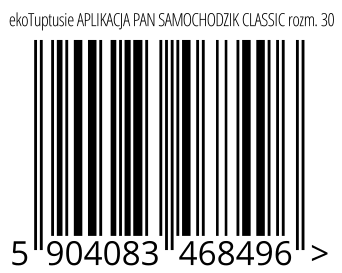 ekoTuptusie APLIKACJA PAN SAMOCHODZIK CLASSIC rozm. 30
5 904083 468496 >